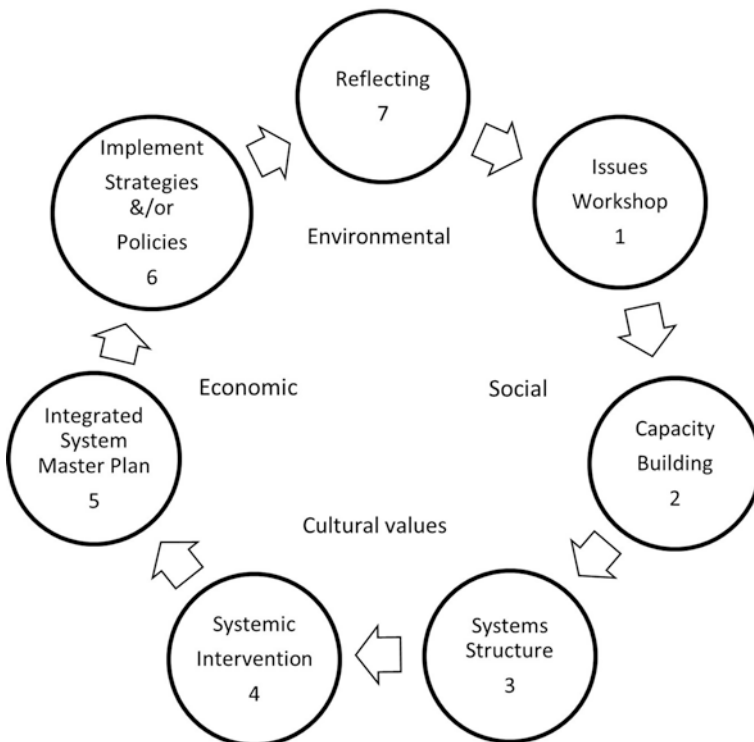 Reflecting
7
Issues
Workshop
1
Capacity
Building
2
Systems
Structure
3
Systemic
Intervention
4
Integrated
System
Master Plan
5
Implement
Strategies
&/or
Policies
6
Environmental
Economic
Social
Cultural values